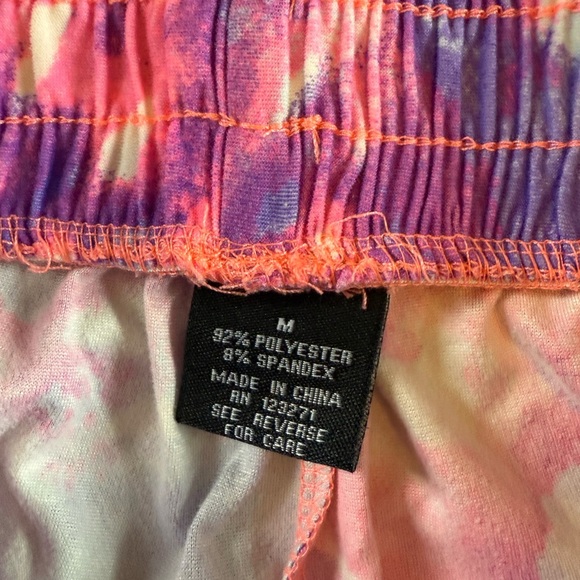 M
92% POLYESTER
8% SPANDEX
MADE IN CHINA
RN 123271
SEE REVERSE
FOR CARE